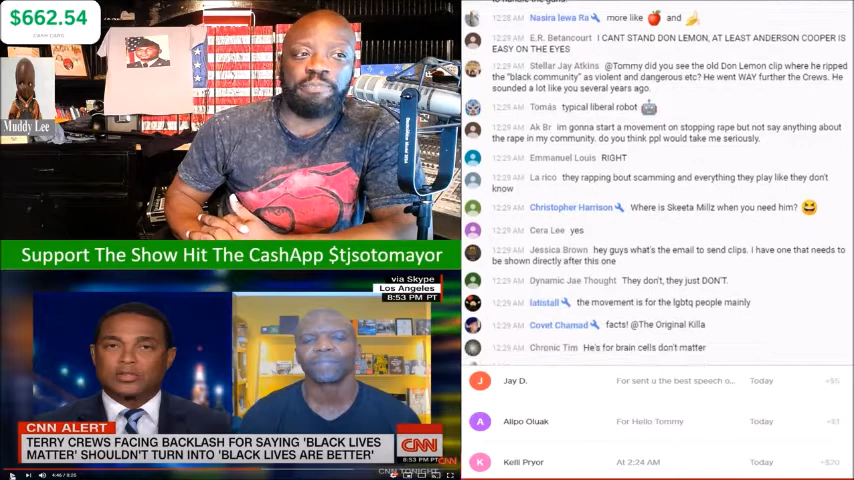 $662.54
CASH CARD
Muddy Lee
Support The Show Hit The CashApp $tjsotomayor
via Skype
Los Angeles
8:53 PM PT
CNN ALERT
TERRY CREWS FACING BACKLASH FOR SAYING 'BLACK LIVES
MATTER' SHOULDN'T TURN INTO 'BLACK LIVES ARE BETTER'
CNN
8:53 PM PT
CNN TONIGHT
4:46 / 8:25
12:28 AM Nasira Iewa Ra more like 🍎 and 🍌
12:29 AM E.R. Betancourt I CANT STAND DON LEMON, AT LEAST ANDERSON COOPER IS
EASY ON THE EYES
12:29 AM Stellar Jay Atkins @Tommy did you see the old Don Lemon clip where he ripped
the "black community" as violent and dangerous etc? He went WAY further the Crews. He
sounded a lot like you several years ago.
12:29 AM Tomás typical liberal robot 🤖
12:29 AM Ak Br im gonna start a movement on stopping rape but not say anything about
the rape in my community. do you think ppl would take me seriously.
12:29 AM Emmanuel Louis RIGHT
12:29 AM La rico they rapping bout scamming and everything they play like they don't
know
12:29 AM Christopher Harrison Where is Skeeta Millz when you need him? 😆
12:29 AM Cera Lee yes
12:29 AM Jessica Brown hey guys what's the email to send clips. I have one that needs to
be shown directly after this one
12:29 AM Dynamic Jae Thought They don't, they just DON'T.
12:29 AM latistall the movement is for the lgbtq people mainly
12:29 AM Covet Chamad facts! @The Original Killa
12:29 AM Chronic Tim He's for brain cells don't matter
J Jay D. For sent u the best speech o... Today +$5
A Alipo Oluak For Hello Tommy Today +$1
K Kelli Pryor At 2:24 AM Today +$20